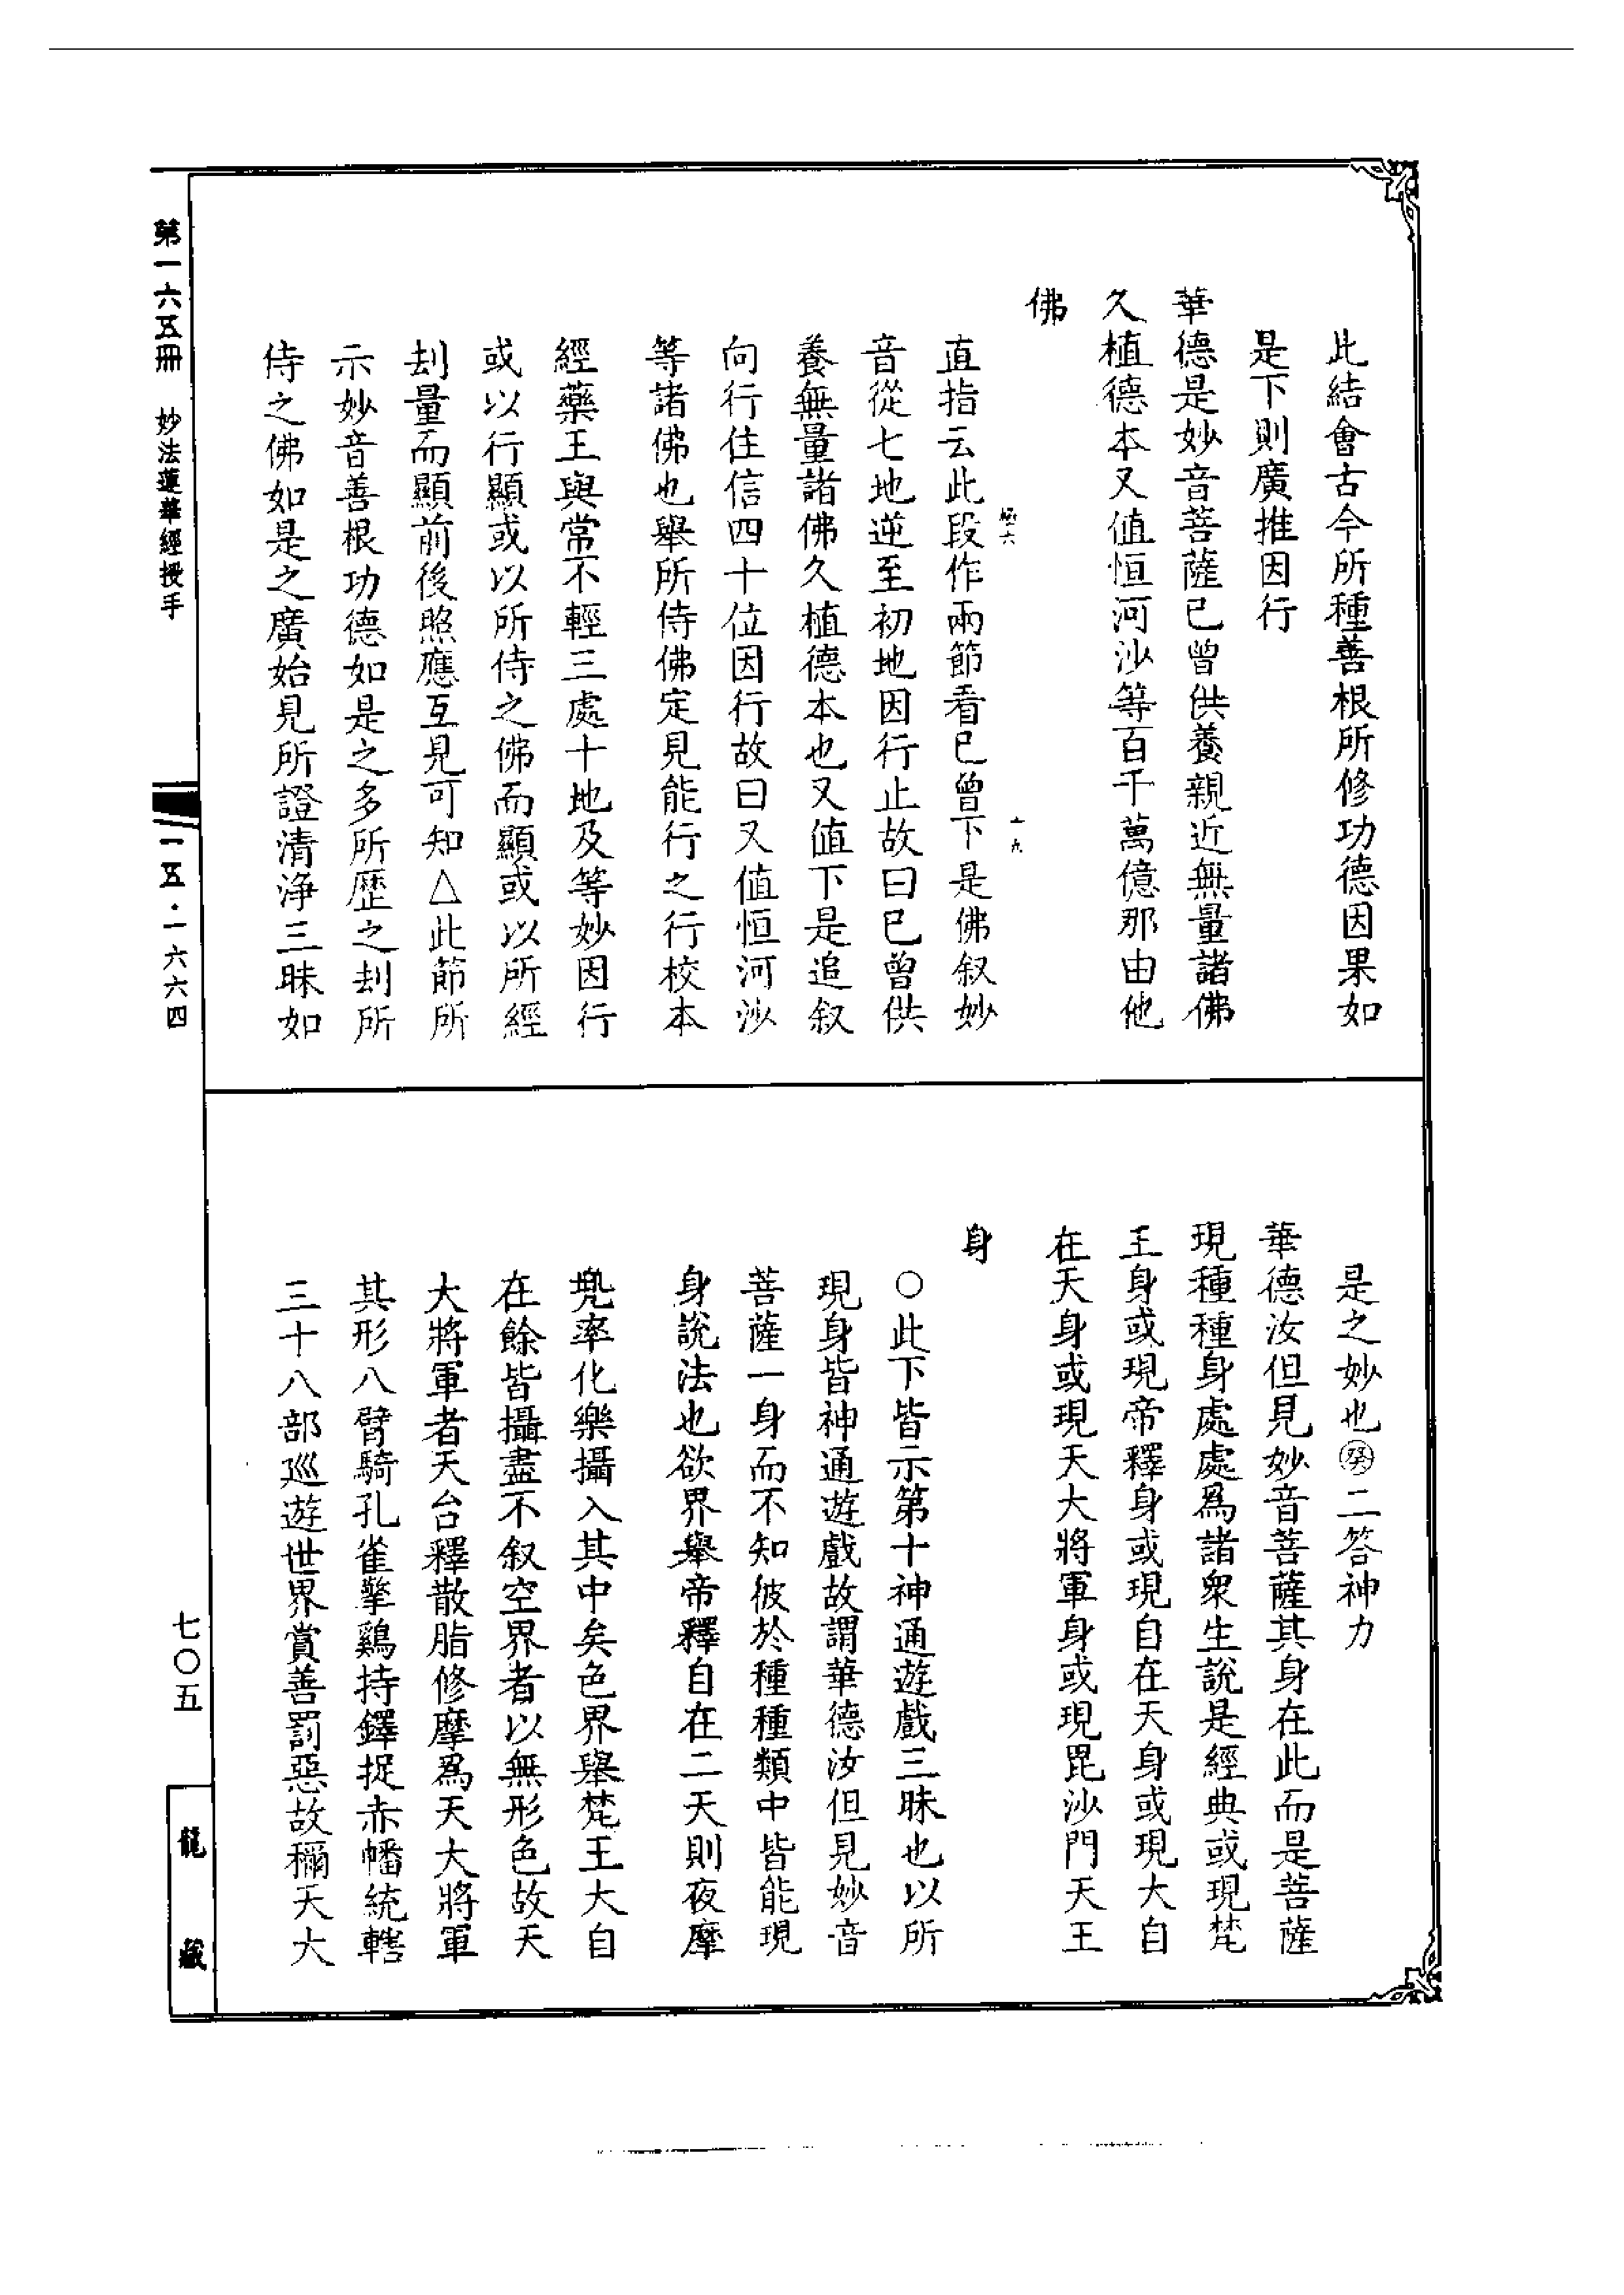 此結會古今所種善根所修功德因果如
是下則廣推因行
華德是妙音菩薩已曾供養親近無量諸佛
久植德本又值恒河沙等百千萬億那由他
佛
十九
直指云此段作兩節看已曾下是佛叙妙
音從七地逆至初地因行止故曰已曾供
養無量諸佛久植德本也又值下是追叙
向行住信四十位因行故曰又值恒河沙
等諸佛也舉所侍佛定見能行之行校本
經藥王與常不輕三處十地及等妙因行
或以行顯或以所侍之佛而顯或以所經
刦量而顯前後照應互見可知△此節所
示妙音善根功德如是之多所歷之刦所
侍之佛如是之廣始見所證清淨三昧如
是之妙也㊇二答神力
華德汝但見妙音菩薩其身在此而是菩薩
現種種身處處爲諸衆生說是經典或現梵
王身或現帝釋身或現自在天身或現大自
在天身或現天大將軍身或現毘沙門天王
身
○此下皆示第十神通遊戲三昧也以所
現身皆神通遊戲故謂華德汝但見妙音
菩薩一身而不知彼於種種類中皆能現
身說法也欲界舉帝釋自在二天則夜摩
兜率化樂攝入其中矣色界舉梵王大自
在餘皆攝盡不叙空界者以無形色故天
大將軍者天台釋散脂修摩爲天大將軍
其形八臂騎孔雀擎鷄持鐸捉赤幡統轄
三十八部巡遊世界賞善罰惡故稱天大
第一六五冊 妙法蓮華經授手
一五·一六六四
七〇五
龍藏